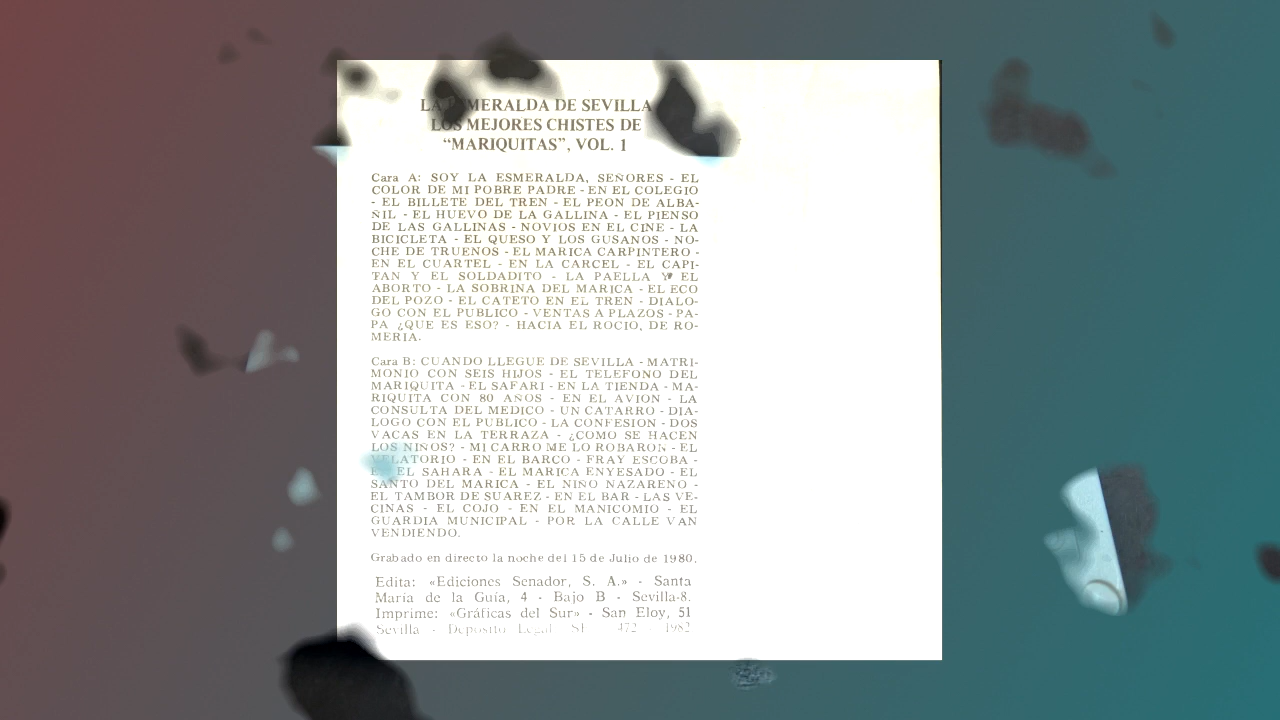 LA ESMERALDA DE SEVILLA
LOS MEJORES CHISTES DE
“MARIQUITAS”, VOL. 1
Cara A: SOY LA ESMERALDA, SEÑORES - EL
COLOR DE MI POBRE PADRE - EN EL COLEGIO
- EL BILLETE DEL TREN - EL PEON DE ALBA-
ÑIL - EL HUEVO DE LA GALLINA - EL PIENSO
DE LAS GALLINAS - NOVIOS EN EL CINE - LA
BICICLETA - EL QUESO Y LOS GUSANOS - NO-
CHE DE TRUENOS - EL MARICA CARPINTERO -
EN EL CUARTEL - EN LA CARCEL - EL CAPI-
TAN Y EL SOLDADITO - LA PAELLA Y EL
ABORTO - LA SOBRINA DEL MARICA - EL ECO
DEL POZO - EL CATETO EN EL TREN - DIALO-
GO CON EL PUBLICO - VENTAS A PLAZOS - PA-
PA ¿QUE ES ESO? - HACIA EL ROCIO, DE RO-
MERIA.
Cara B: CUANDO LLEGUE DE SEVILLA - MATRI-
MONIO CON SEIS HIJOS - EL TELEFONO DEL
MARIQUITA - EL SAFARI - EN LA TIENDA - MA-
RIQUITA CON 80 AÑOS - EN EL AVION - LA
CONSULTA DEL MEDICO - UN CATARRO - DIA-
LOGO CON EL PUBLICO - LA CONFESION - DOS
VACAS EN LA TERRAZA - ¿COMO SE HACEN
LOS NIÑOS? - MI CARRO ME LO ROBARON - EL
VELATORIO - EN EL BARCO - FRAY ESCOBA -
EN EL SAHARA - EL MARICA ENYESADO - EL
SANTO DEL MARICA - EL NIÑO NAZARENO -
EL TAMBOR DE SUAREZ - EN EL BAR - LAS VE-
CINAS - EL COJO - EN EL MANICOMIO - EL
GUARDIA MUNICIPAL - POR LA CALLE VAN
VENDIENDO.
Grabado en directo la noche del 15 de Julio de 1980.
Edita: «Ediciones Senador, S. A.» - Santa
María de la Guía, 4 - Bajo B - Sevilla-8.
Imprime: «Gráficas del Sur» - San Eloy, 51
Sevilla - Depósito Legal SE 472 1982